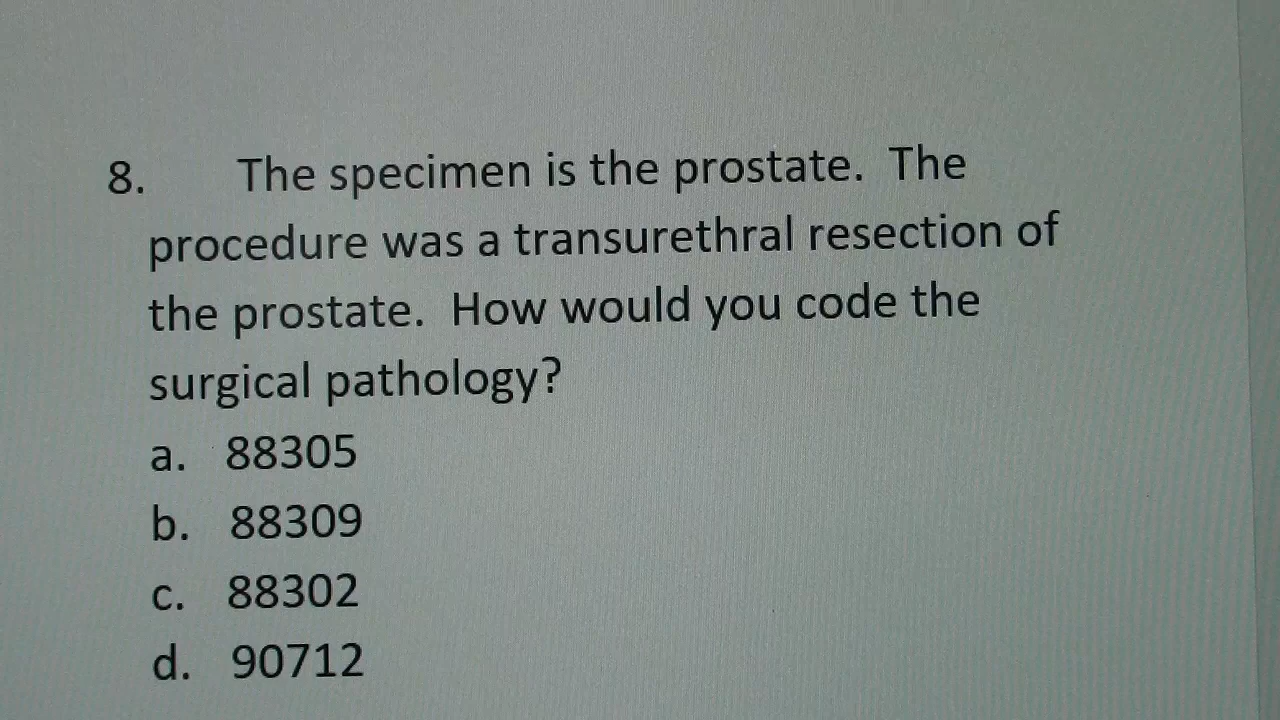 8. The specimen is the prostate. The
procedure was a transurethral resection of
the prostate. How would you code the
surgical pathology?
a. 88305
b. 88309
c. 88302
d. 90712